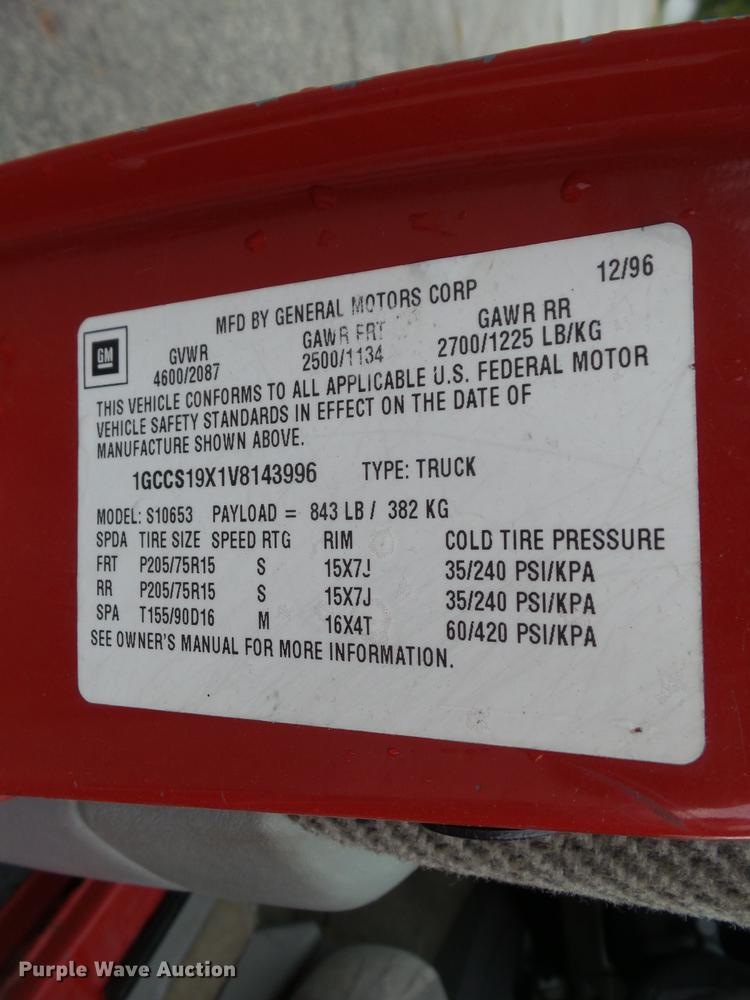 12/96
MFD BY GENERAL MOTORS CORP
GM
GVWR GAWR FRT GAWR RR
4600/2087 2500/1134 2700/1225 LB/KG
THIS VEHICLE CONFORMS TO ALL APPLICABLE U.S. FEDERAL MOTOR
VEHICLE SAFETY STANDARDS IN EFFECT ON THE DATE OF
MANUFACTURE SHOWN ABOVE.
1GCCS19X1V8143996 TYPE: TRUCK
MODEL: S10653 PAYLOAD = 843 LB / 382 KG
SPDA TIRE SIZE SPEED RTG RIM COLD TIRE PRESSURE
FRT P205/75R15 S 15X7J 35/240 PSI/KPA
RR P205/75R15 S 15X7J 35/240 PSI/KPA
SPA T155/90D16 M 16X4T 60/420 PSI/KPA
SEE OWNER'S MANUAL FOR MORE INFORMATION.
Purple Wave Auction